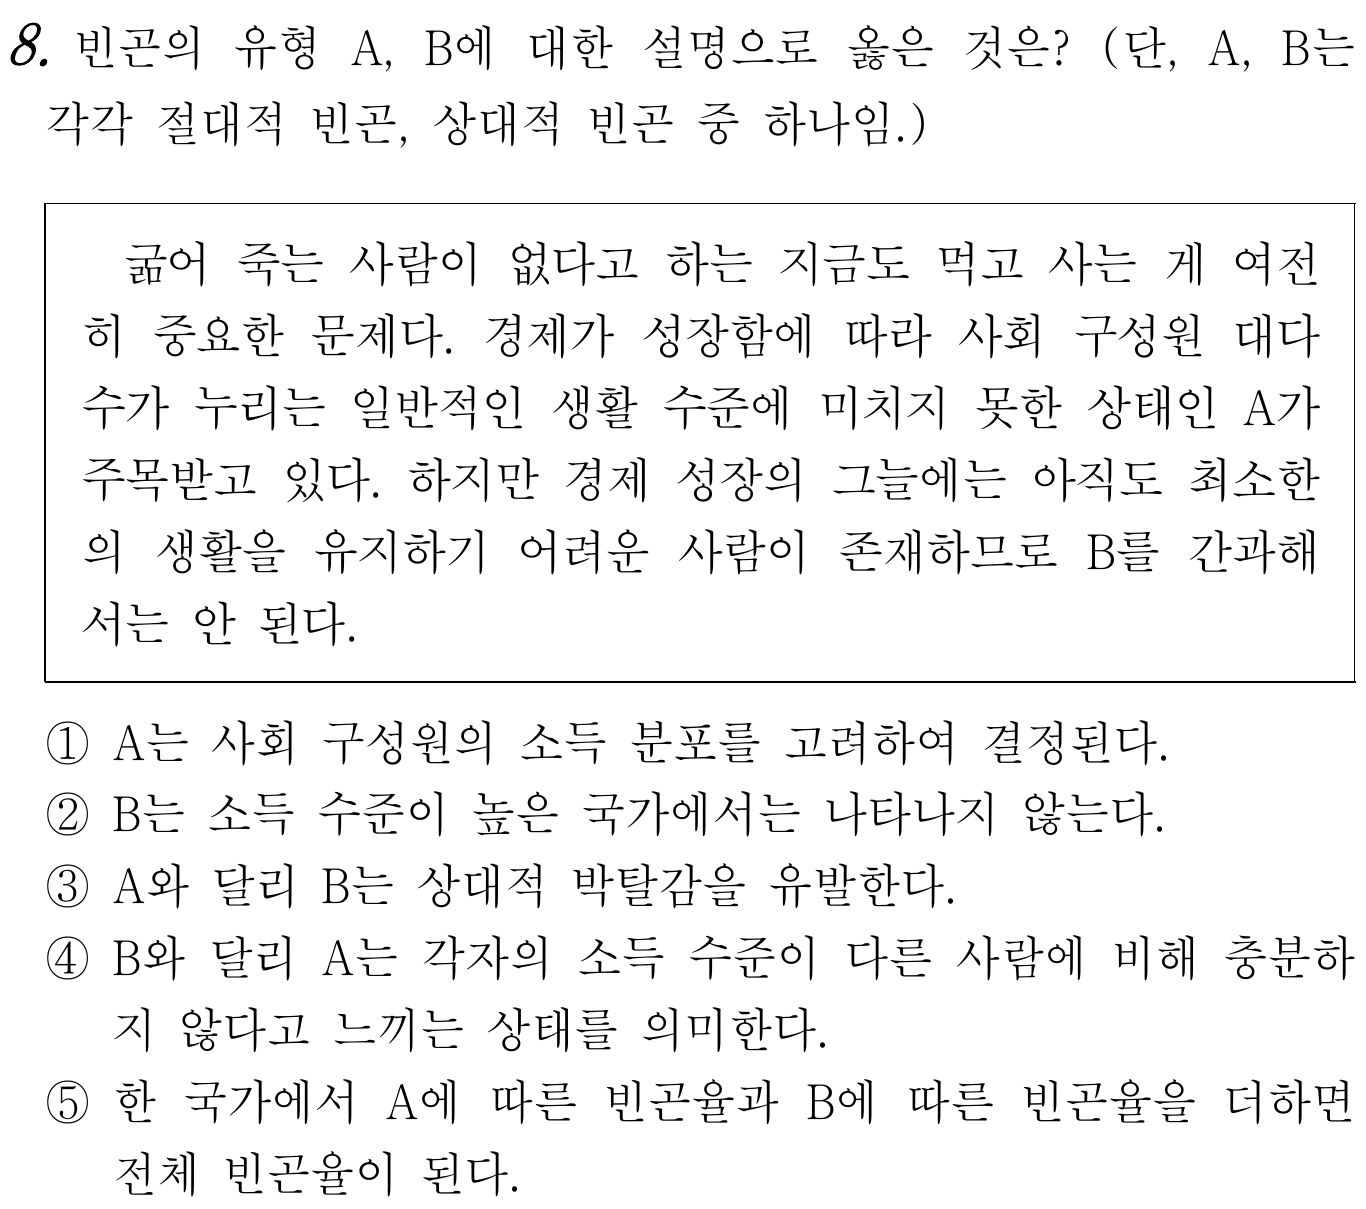 8. 빈곤의 유형 A, B에 대한 설명으로 옳은 것은? (단, A, B는
각각 절대적 빈곤, 상대적 빈곤 중 하나임.)
굶어 죽는 사람이 없다고 하는 지금도 먹고 사는 게 여전
히 중요한 문제다. 경제가 성장함에 따라 사회 구성원 대다
수가 누리는 일반적인 생활 수준에 미치지 못한 상태인 A가
주목받고 있다. 하지만 경제 성장의 그늘에는 아직도 최소한
의 생활을 유지하기 어려운 사람이 존재하므로 B를 간과해
서는 안 된다.
① A는 사회 구성원의 소득 분포를 고려하여 결정된다.
② B는 소득 수준이 높은 국가에서는 나타나지 않는다.
③ A와 달리 B는 상대적 박탈감을 유발한다.
④ B와 달리 A는 각자의 소득 수준이 다른 사람에 비해 충분하
지 않다고 느끼는 상태를 의미한다.
⑤ 한 국가에서 A에 따른 빈곤율과 B에 따른 빈곤율을 더하면
전체 빈곤율이 된다.